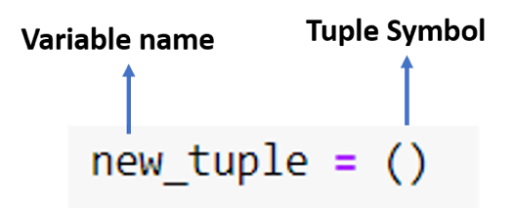 Variable name
Tuple Symbol
new_tuple = ()